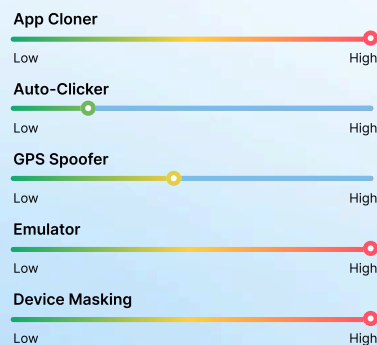 App Cloner
Low High
Auto-Clicker
Low High
GPS Spoofer
Low High
Emulator
Low High
Device Masking
Low High